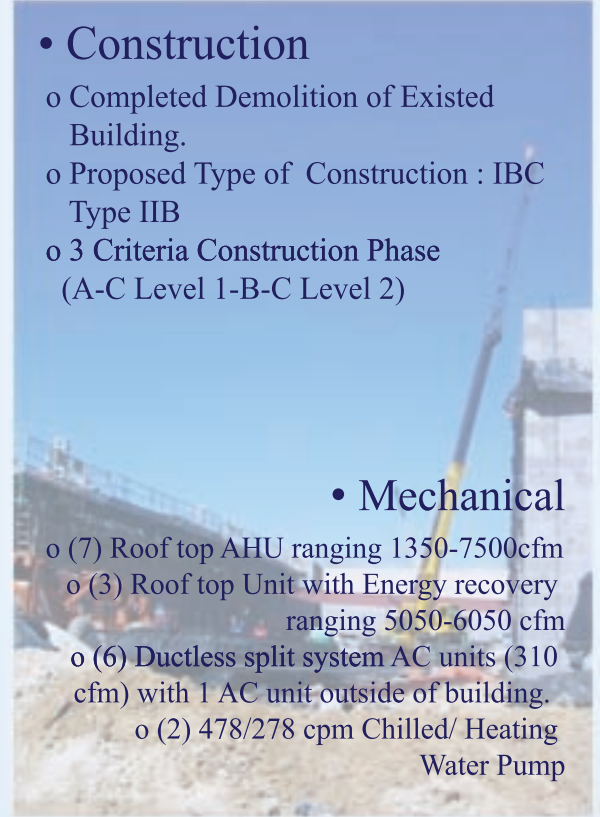 • Construction
o Completed Demolition of Existed
Building.
o Proposed Type of Construction : IBC
Type IIB
o 3 Criteria Construction Phase
(A-C Level 1-B-C Level 2)
• Mechanical
o (7) Roof top AHU ranging 1350-7500cfm
o (3) Roof top Unit with Energy recovery
ranging 5050-6050 cfm
o (6) Ductless split system AC units (310
cfm) with 1 AC unit outside of building.
o (2) 478/278 cpm Chilled/ Heating
Water Pump